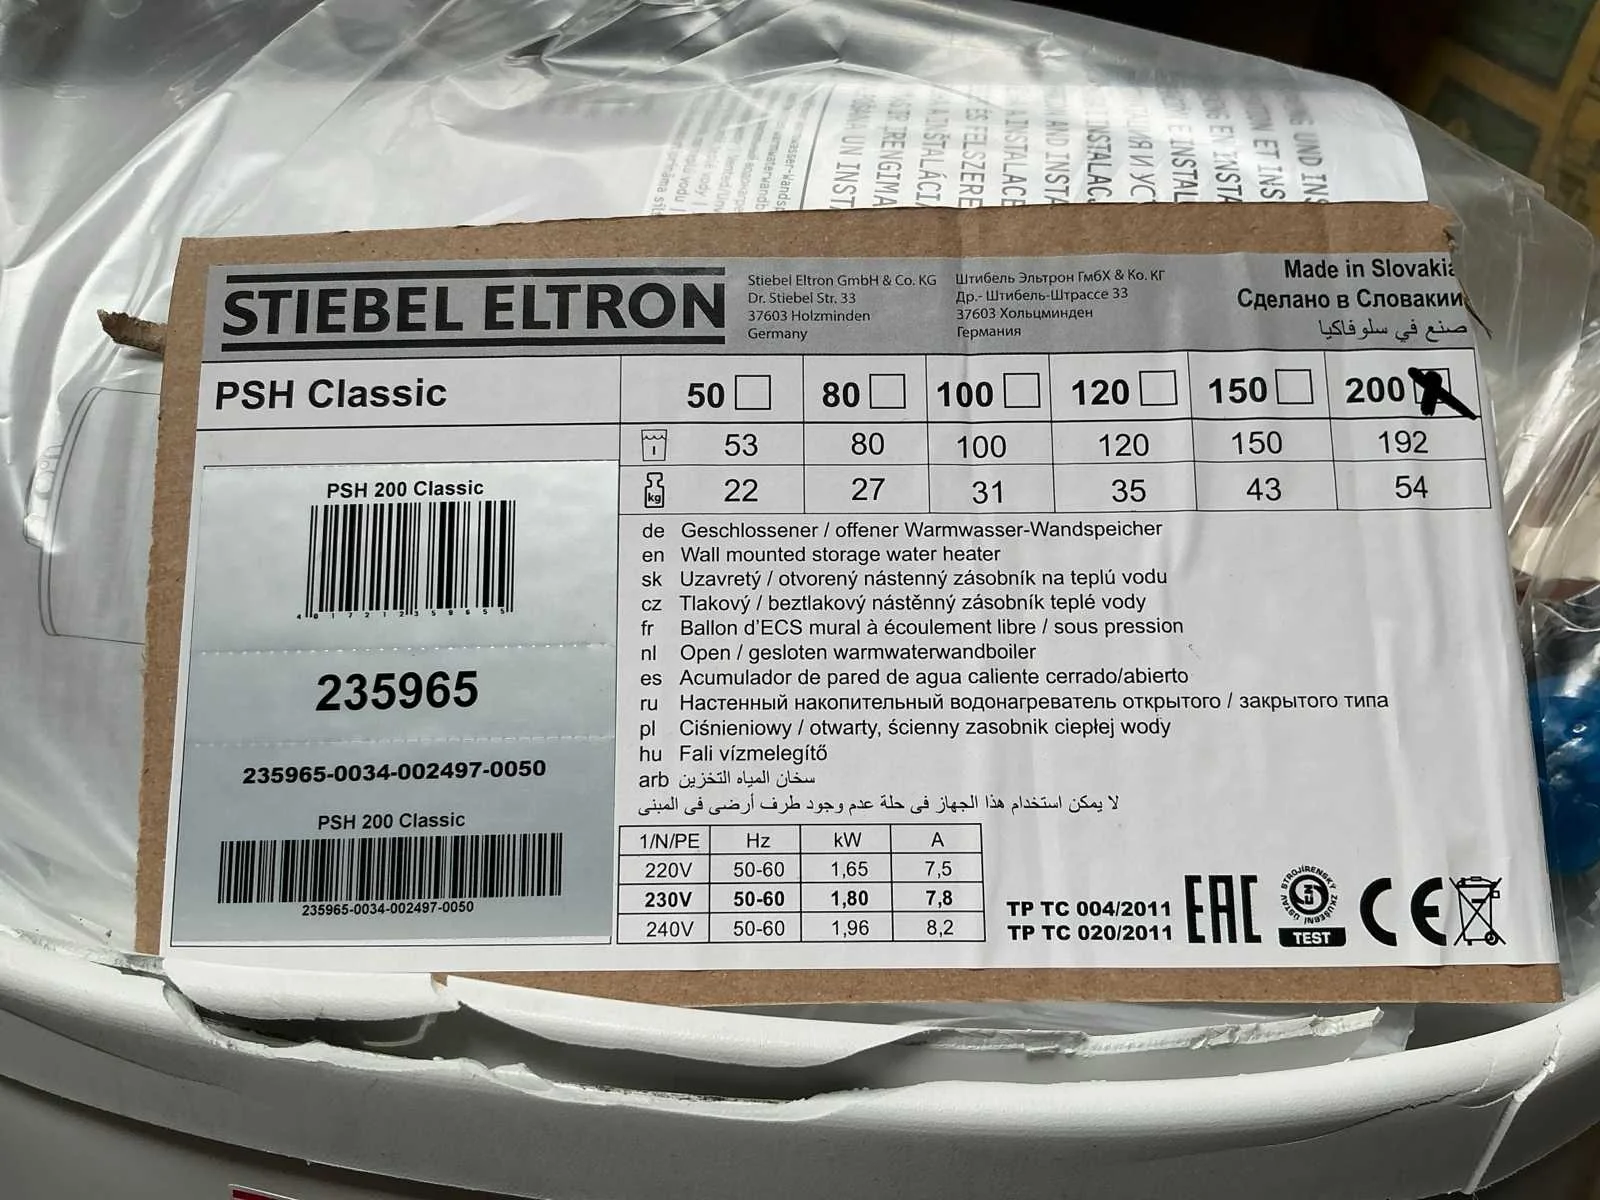 STIEBEL ELTRON
Stiebel Eltron GmbH & Co. KG
Dr. Stiebel Str. 33
37603 Holzminden
Germany
Штибель Эльтрон ГмбХ & Ко. КГ
Др.- Штибель-Штрассе 33
37603 Хольцминден
Германия
Made in Slovakia
Сделано в Словакии
صنع في سلوفاكيا
PSH Classic
50 80 100 120 150 200
l 53 80 100 120 150 192
kg 22 27 31 35 43 54
PSH 200 Classic
4017212359655
235965
235965-0034-002497-0050
PSH 200 Classic
235965-0034-002497-0050
de Geschlossener / offener Warmwasser-Wandspeicher
en Wall mounted storage water heater
sk Uzavretý / otvorený nástenný zásobník na teplú vodu
cz Tlakový / beztlakový nástěnný zásobník teplé vody
fr Ballon d'ECS mural à écoulement libre / sous pression
nl Open / gesloten warmwaterwandboiler
es Acumulador de pared de agua caliente cerrado/abierto
ru Настенный накопительный водонагреватель открытого / закрытого типа
pl Ciśnieniowy / otwarty, ścienny zasobnik ciepłej wody
hu Fali vízmelegítő
arb سخان المياه التخزين
لا يمكن استخدام هذا الجهاز فى حلة عدم وجود طرف أرضى فى المبنى
1/N/PE Hz kW A
220V 50-60 1,65 7,5
230V 50-60 1,80 7,8
240V 50-60 1,96 8,2
TP TC 004/2011
TP TC 020/2011
EAC
STROJÍRENSKÝ ZKUŠEBNÍ ÚSTAV
TEST
CE